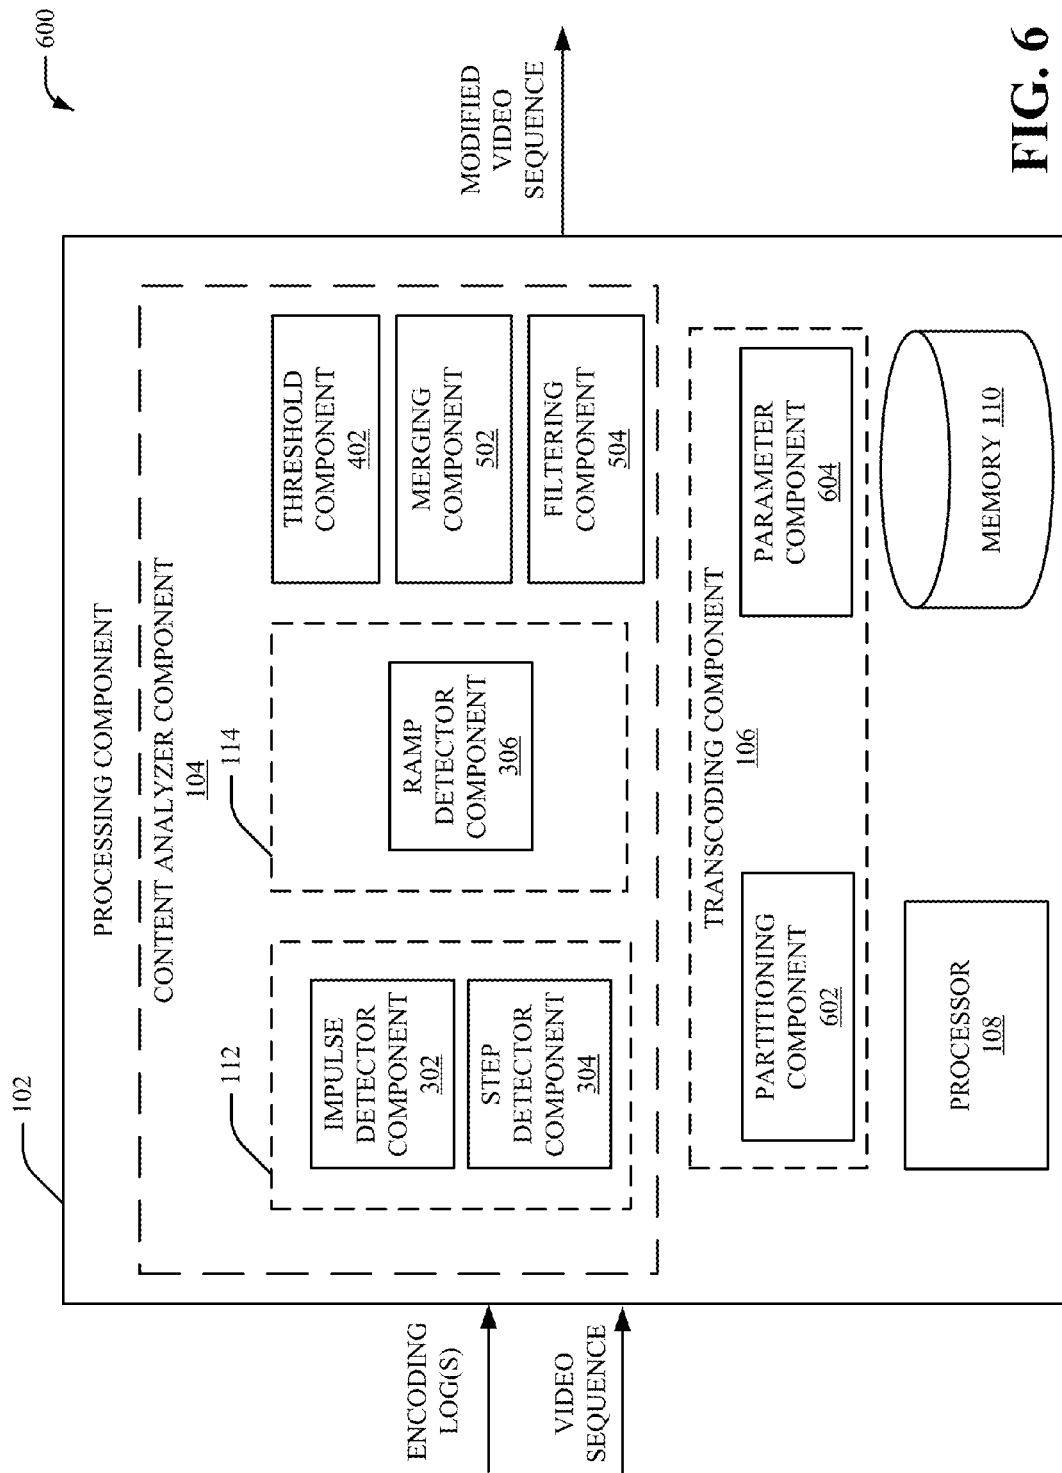 600
102
PROCESSING COMPONENT
CONTENT ANALYZER COMPONENT
104
112
114
IMPULSE
DETECTOR
COMPONENT
302
STEP
DETECTOR
COMPONENT
304
RAMP
DETECTOR
COMPONENT
306
THRESHOLD
COMPONENT
402
MERGING
COMPONENT
502
FILTERING
COMPONENT
504
ENCODING
LOG(S)
VIDEO
SEQUENCE
MODIFIED
VIDEO
SEQUENCE
TRANSCODING COMPONENT
106
PARTITIONING
COMPONENT
602
PARAMETER
COMPONENT
604
PROCESSOR
108
MEMORY 110
FIG. 6